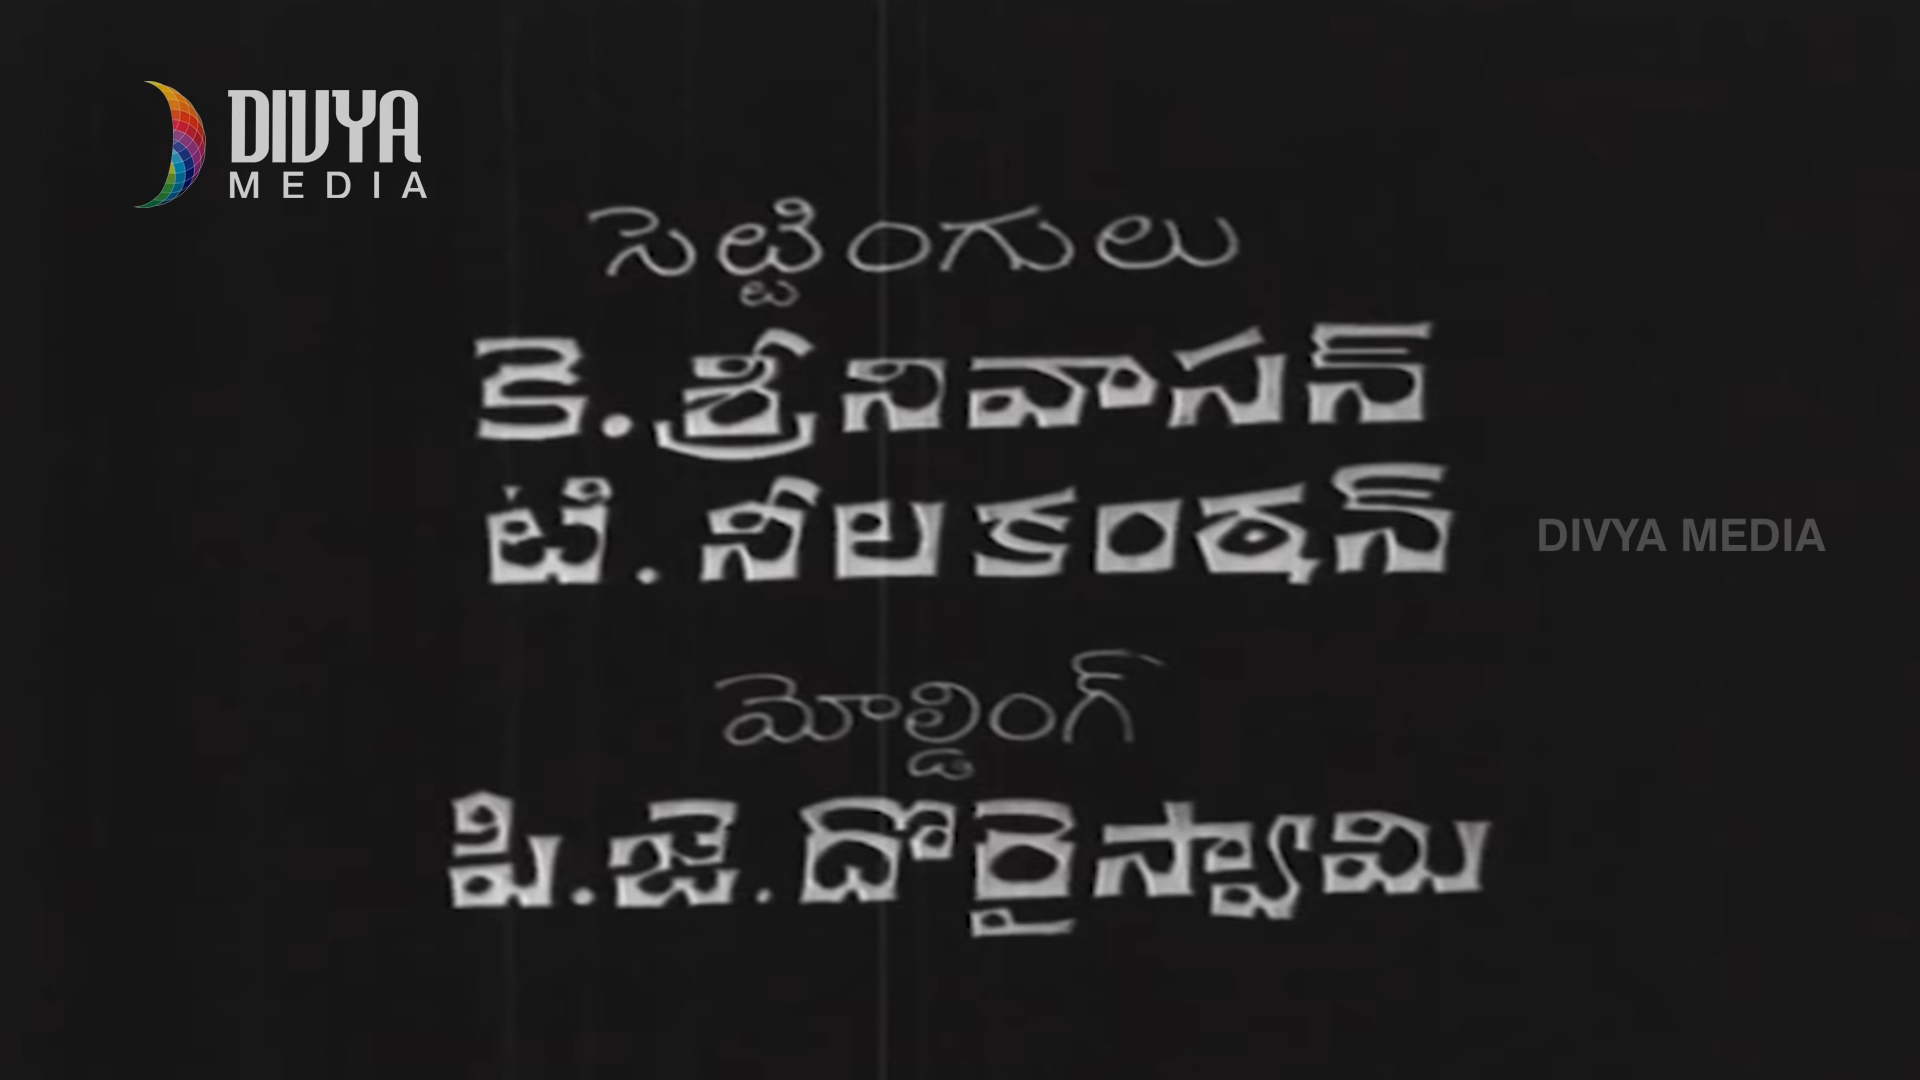 DIVYA
MEDIA
సెట్టింగులు
కె. శ్రీనివాసన్
టి. నీలకంఠన్
DIVYA MEDIA
మోల్డింగ్
పి. జె. దొరైస్వామి